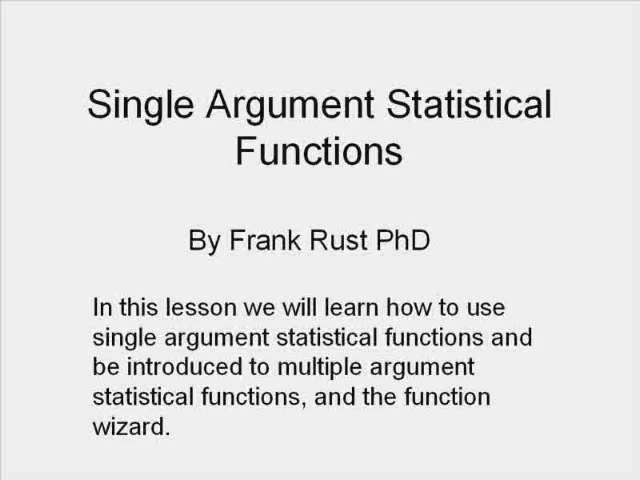 Single Argument Statistical
Functions
By Frank Rust PhD
In this lesson we will learn how to use
single argument statistical functions and
be introduced to multiple argument
statistical functions, and the function
wizard.